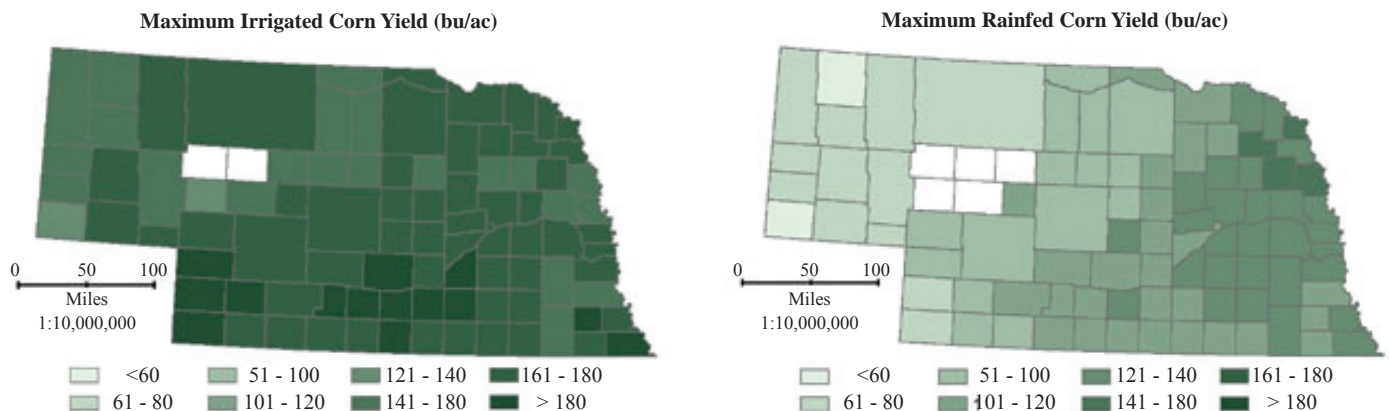 Maximum Irrigated Corn Yield (bu/ac)
0 50 100
Miles
1:10,000,000
<60 51 - 100 121 - 140 161 - 180
61 - 80 101 - 120 141 - 180 > 180
Maximum Rainfed Corn Yield (bu/ac)
0 50 100
Miles
1:10,000,000
<60 51 - 100 121 - 140 161 - 180
61 - 80 101 - 120 141 - 180 > 180